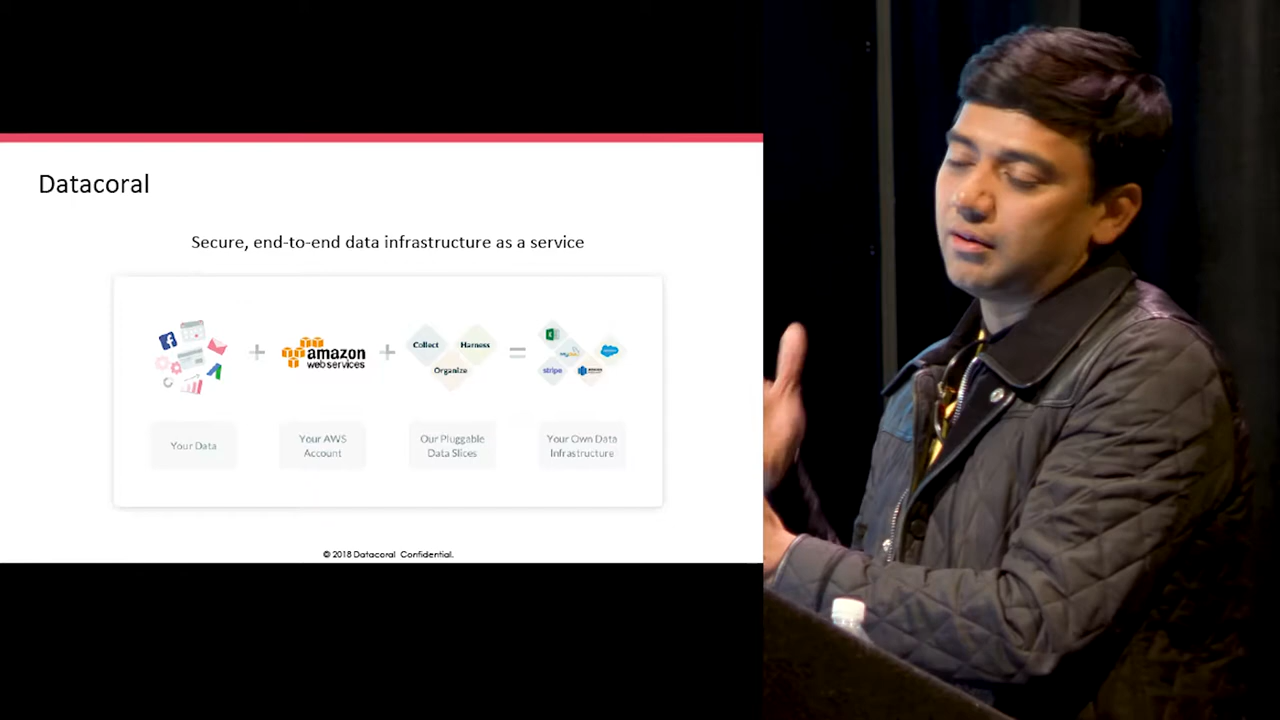 Datacoral
Secure, end-to-end data infrastructure as a service
amazon
webservices
Collect
Harness
Organize
stripe
Your Data
Your AWS
Account
Our Pluggable
Data Slices
Your Own Data
Infrastructure
© 2018 Datacoral Confidential.